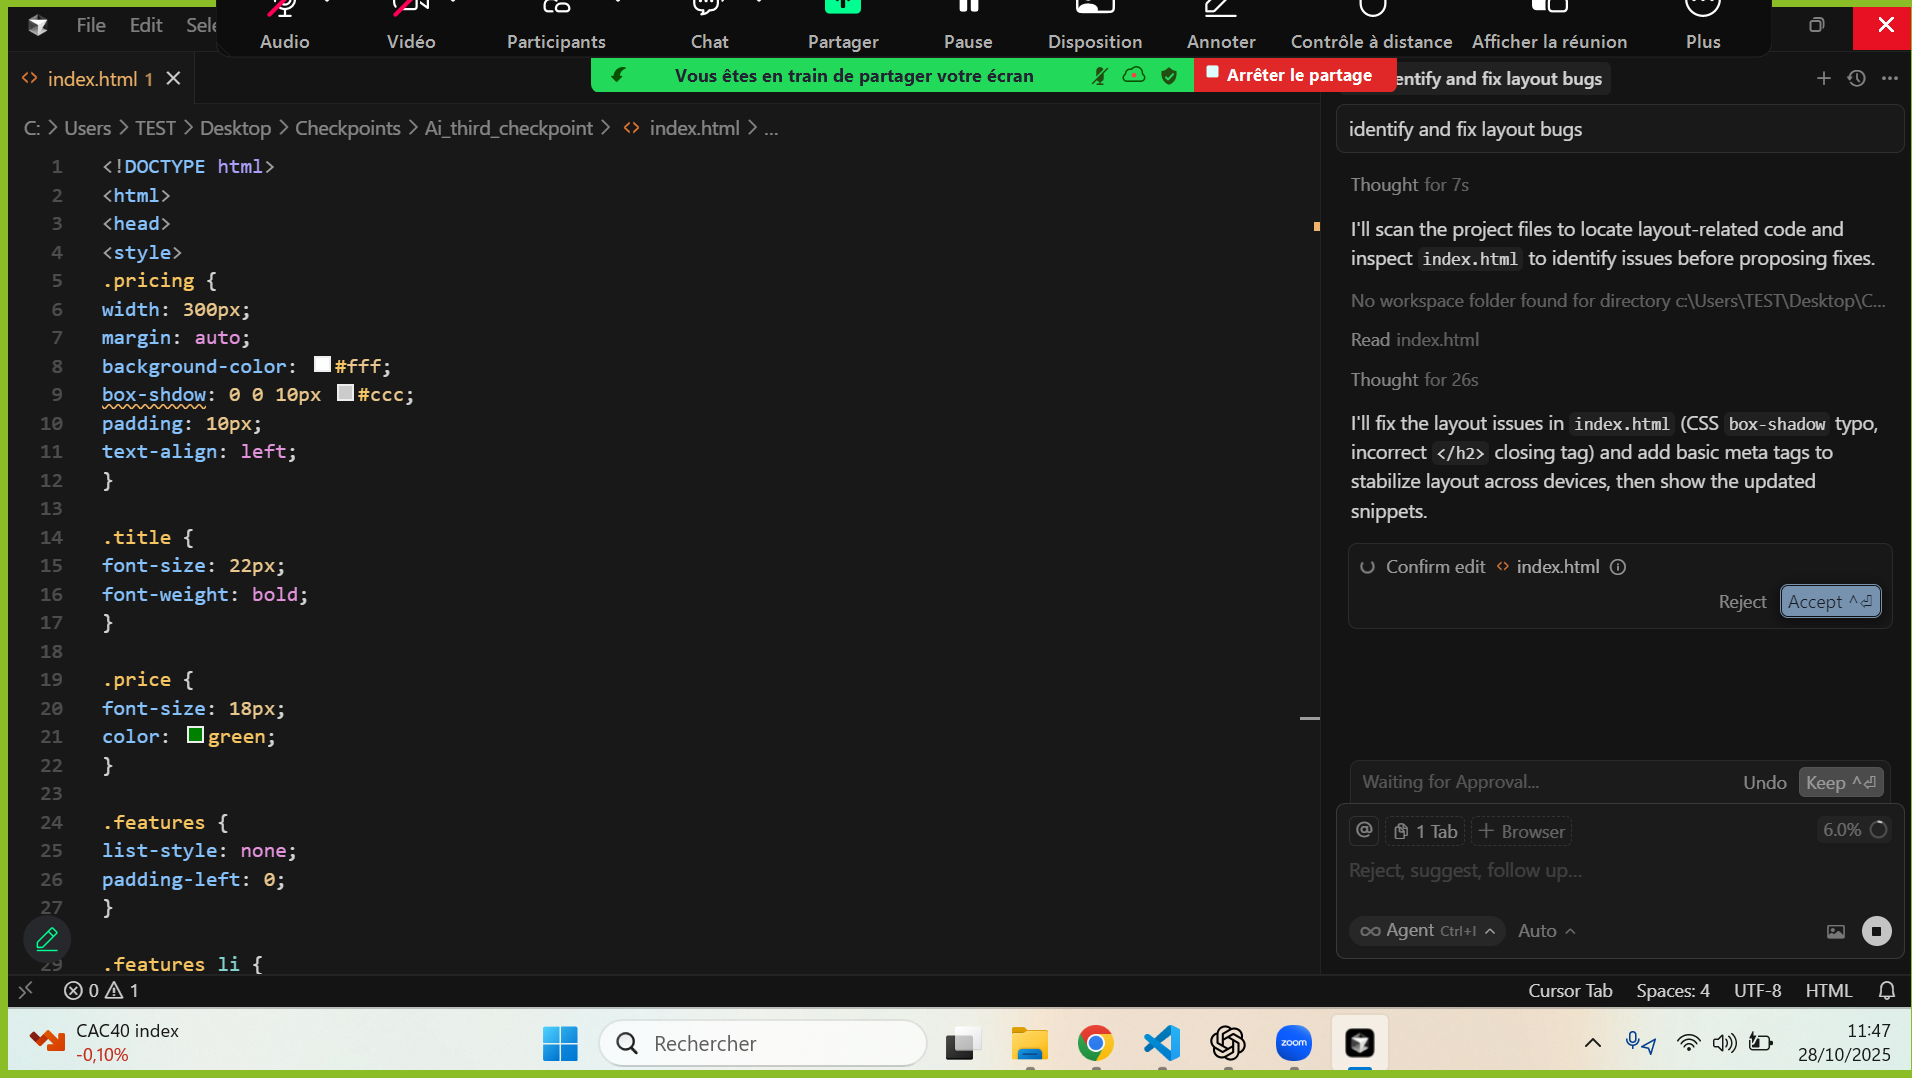 File Edit Sele
Audio Vidéo Participants Chat Partager Pause Disposition Annoter Contrôle à distance Afficher la réunion Plus
Vous êtes en train de partager votre écran Arrêter le partage
index.html 1
entify and fix layout bugs
C: > Users > TEST > Desktop > Checkpoints > Ai_third_checkpoint > <> index.html > ...
1 <!DOCTYPE html>
2 <html>
3 <head>
4 <style>
5 .pricing {
6 width: 300px;
7 margin: auto;
8 background-color: #fff;
9 box-shdow: 0 0 10px #ccc;
10 padding: 10px;
11 text-align: left;
12 }
13
14 .title {
15 font-size: 22px;
16 font-weight: bold;
17 }
18
19 .price {
20 font-size: 18px;
21 color: green;
22 }
23
24 .features {
25 list-style: none;
26 padding-left: 0;
27 }
29 .features li {
identify and fix layout bugs
Thought for 7s
I'll scan the project files to locate layout-related code and
inspect index.html to identify issues before proposing fixes.
No workspace folder found for directory c:\Users\TEST\Desktop\C...
Read index.html
Thought for 26s
I'll fix the layout issues in index.html (CSS box-shadow typo,
incorrect </h2> closing tag) and add basic meta tags to
stabilize layout across devices, then show the updated
snippets.
Confirm edit <> index.html
Reject Accept ^⏎
Waiting for Approval... Undo Keep ^⏎
@ 1 Tab + Browser 6.0%
Reject, suggest, follow up...
∞ Agent Ctrl+I Auto
0 1
Cursor Tab Spaces: 4 UTF-8 HTML
CAC40 index
-0,10%
Rechercher
zoom
11:47
28/10/2025